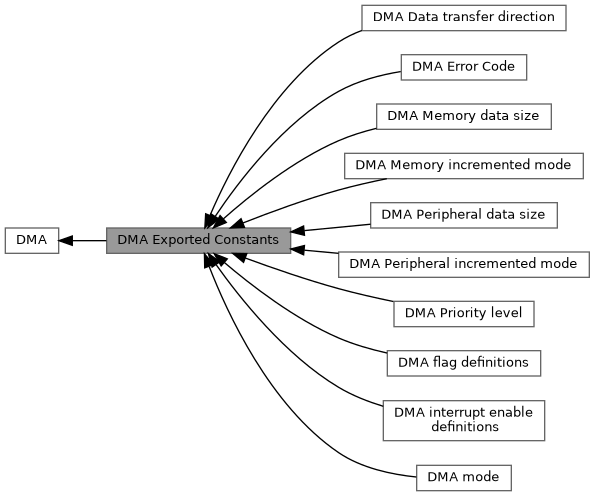 DMA Data transfer direction
DMA Error Code
DMA Memory data size
DMA Memory incremented mode
DMA Peripheral data size
DMA
DMA Exported Constants
DMA Peripheral incremented mode
DMA Priority level
DMA flag definitions
DMA interrupt enable
definitions
DMA mode